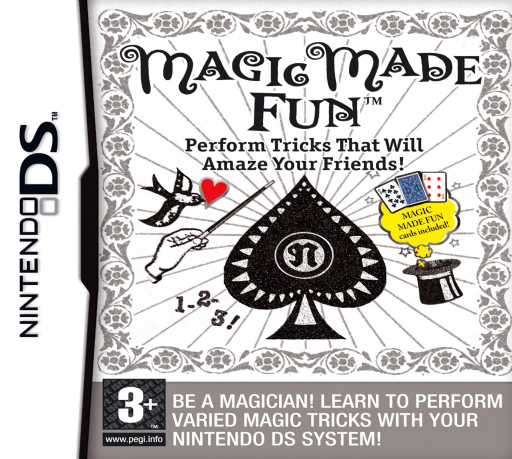 NINTENDO DS™
MAGIC MADE
FUN™
Perform Tricks That Will
Amaze Your Friends!
MAGIC
MADE FUN
cards included!
1-2-
3!
3+
www.pegi.info
BE A MAGICIAN! LEARN TO PERFORM
VARIED MAGIC TRICKS WITH YOUR
NINTENDO DS SYSTEM!